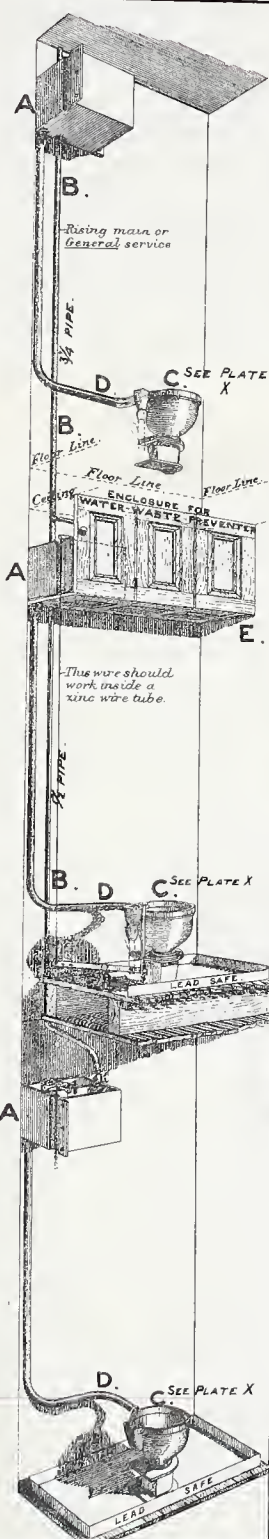 A
B.
Rising main or
General service
3/4 PIPE.
D.
C. SEE PLATE
X
B.
Floor Line.
Floor Line.
Floor Line.
Ceiling
ENCLOSURE FOR
WATER-WASTE PREVENTER
A
E.
This wire should
work inside a
zinc wire tube.
PIPE.
B.
D
C. SEE PLATE X
LEAD SAFE.
A
D.
C. SEE PLATE X
LEAD SAFE